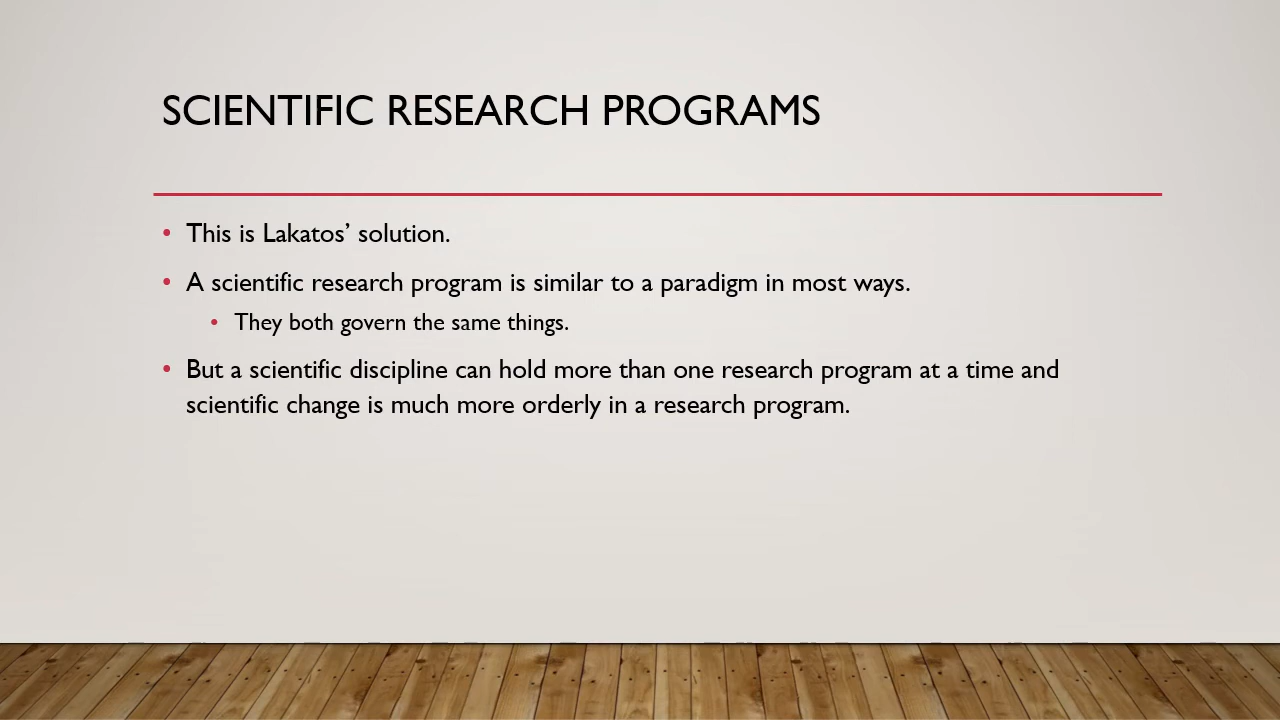 SCIENTIFIC RESEARCH PROGRAMS
• This is Lakatos’ solution.
• A scientific research program is similar to a paradigm in most ways.
• They both govern the same things.
• But a scientific discipline can hold more than one research program at a time and
scientific change is much more orderly in a research program.